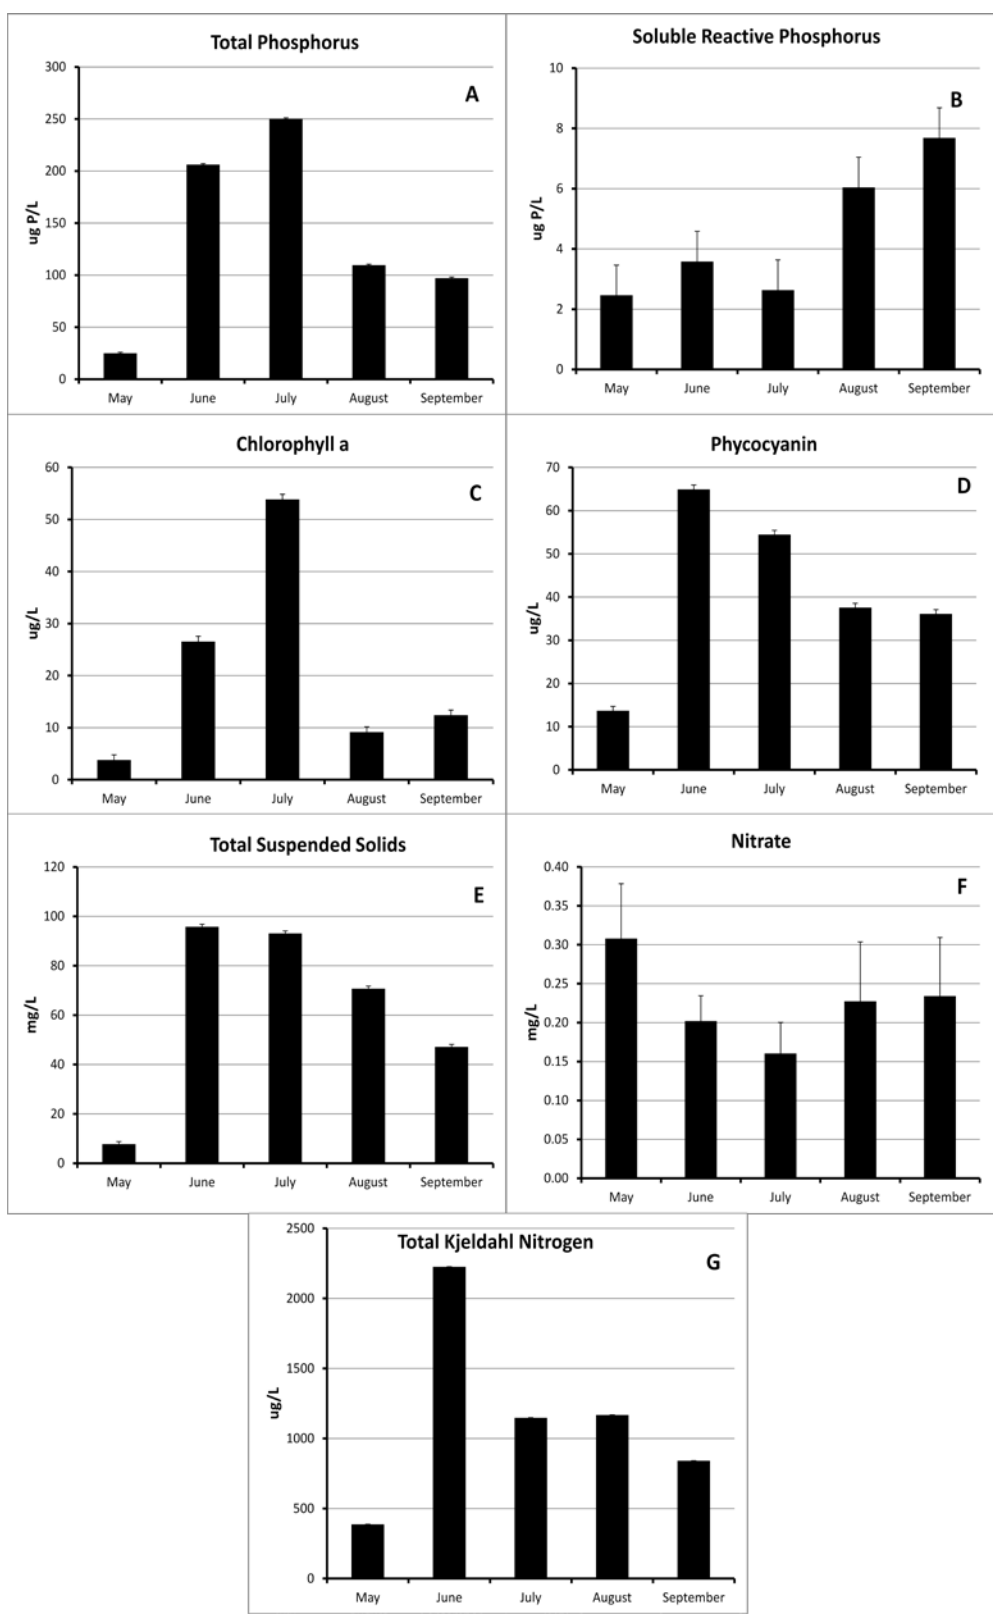 Total Phosphorus
A
300
250
200
150
100
50
0
ug P/L
May June July August September
Soluble Reactive Phosphorus
B
10
8
6
4
2
0
ug P/L
May June July August September
Chlorophyll a
C
60
50
40
30
20
10
0
ug/L
May June July August September
Phycocyanin
D
70
60
50
40
30
20
10
0
ug/L
May June July August September
Total Suspended Solids
E
120
100
80
60
40
20
0
mg/L
May June July August September
Nitrate
F
0.40
0.35
0.30
0.25
0.20
0.15
0.10
0.05
0.00
mg/L
May June July August September
Total Kjeldahl Nitrogen
G
2500
2000
1500
1000
500
0
ug/L
May June July August September